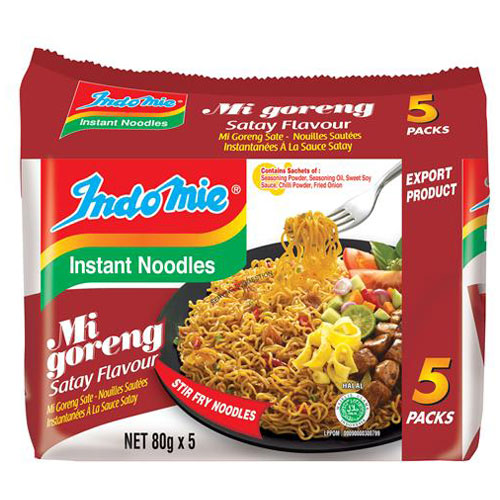 Indomie
Instant Noodles
Mi goreng
Satay Flavour
Mi Goreng Sate - Nouilles Sautées
Instantanées À La Sauce Satay
5
PACKS
Contains Sachets of :
Seasoning Powder, Seasoning Oil, Sweet Soy
Sauce, Chilli Powder, Fried Onion
EXPORT
PRODUCT
Indomie®
Instant Noodles
Mi
goreng
Satay Flavour
Mi Goreng Sate - Nouilles Sautées
Instantanées À La Sauce Satay
STIR FRY NOODLES
HALAL
5
PACKS
NET 80g x 5